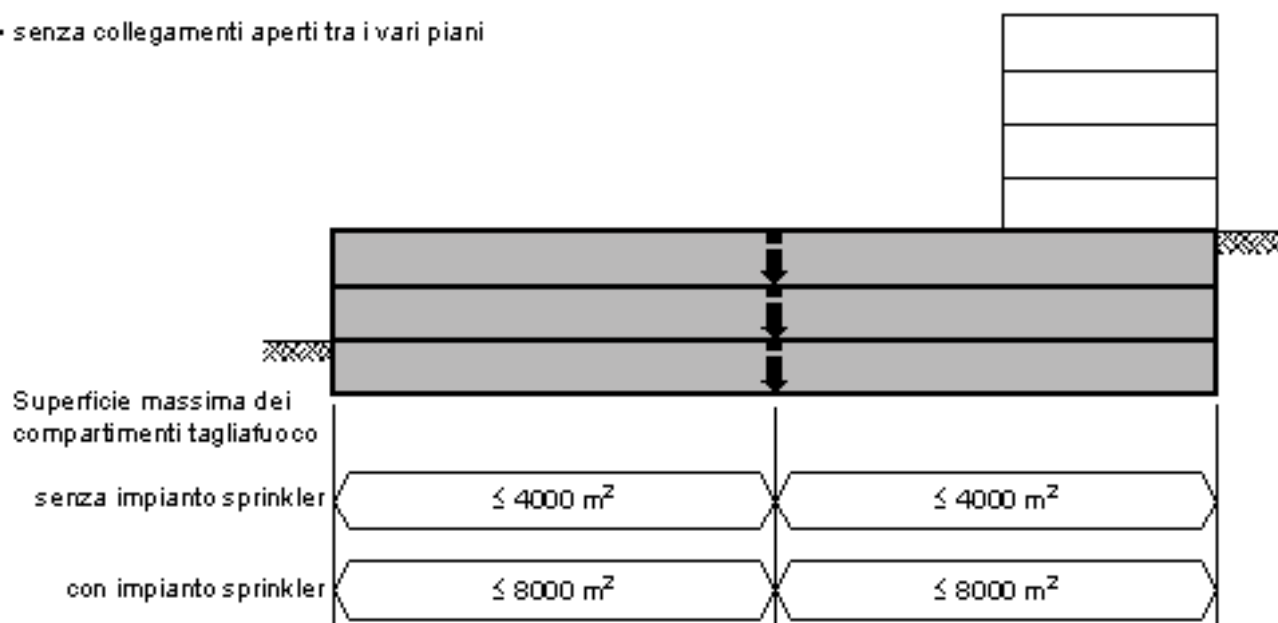 • senza collegamenti aperti tra i vari piani
Superficie massima dei
compartimenti tagliafuoco
senza impianto sprinkler
≤ 4000 m²
≤ 4000 m²
con impianto sprinkler
≤ 8000 m²
≤ 8000 m²